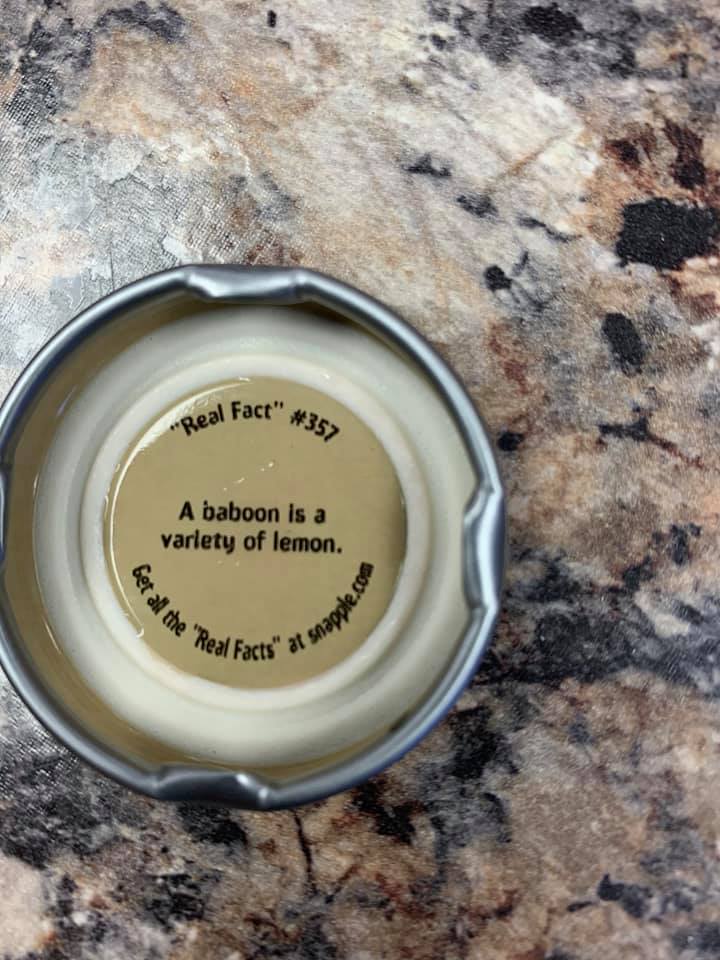 "Real Fact" #357
A baboon is a
variety of lemon.
Get all the "Real Facts" at snapple.com